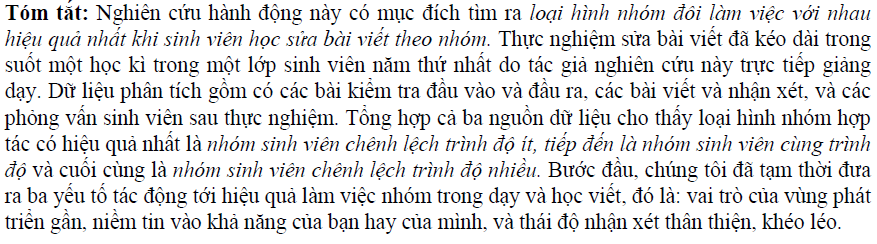 Tóm tắt: Nghiên cứu hành động này có mục đích tìm ra loại hình nhóm đôi làm việc với nhau
hiệu quả nhất khi sinh viên học sửa bài viết theo nhóm. Thực nghiệm sửa bài viết đã kéo dài trong
suốt một học kì trong một lớp sinh viên năm thứ nhất do tác giả nghiên cứu này trực tiếp giảng
dạy. Dữ liệu phân tích gồm có các bài kiểm tra đầu vào và đầu ra, các bài viết và nhận xét, và các
phỏng vấn sinh viên sau thực nghiệm. Tổng hợp cả ba nguồn dữ liệu cho thấy loại hình nhóm hợp
tác có hiệu quả nhất là nhóm sinh viên chênh lệch trình độ ít, tiếp đến là nhóm sinh viên cùng trình
độ và cuối cùng là nhóm sinh viên chênh lệch trình độ nhiều. Bước đầu, chúng tôi đã tạm thời đưa
ra ba yếu tố tác động tới hiệu quả làm việc nhóm trong dạy và học viết, đó là: vai trò của vùng phát
triển gần, niềm tin vào khả năng của bạn hay của mình, và thái độ nhận xét thân thiện, khéo léo.